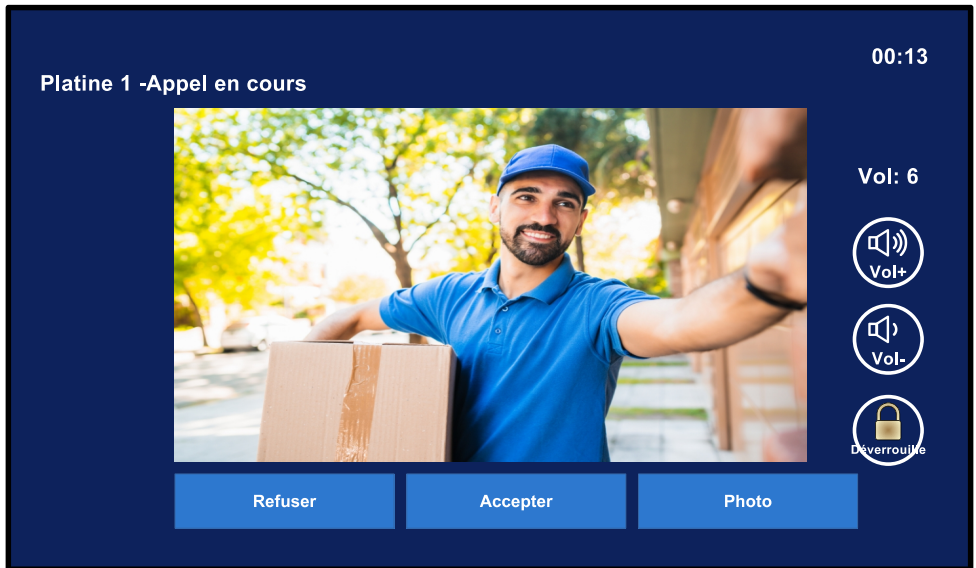 00:13
Platine 1 -Appel en cours
Vol: 6
Vol+
Vol-
Déverrouille
Refuser
Accepter
Photo